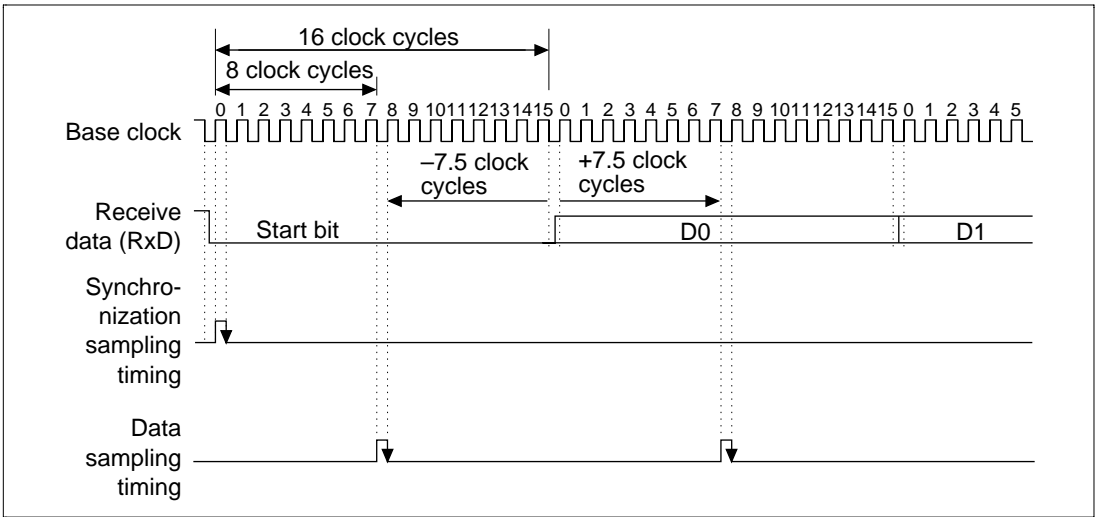 16 clock cycles
8 clock cycles
0 1 2 3 4 5 6 7 8 9 10 11 12 13 14 15 0 1 2 3 4 5 6 7 8 9 10 11 12 13 14 15 0 1 2 3 4 5
Base clock
–7.5 clock
cycles
+7.5 clock
cycles
Receive
data (RxD)
Start bit
D0
D1
Synchro-
nization
sampling
timing
Data
sampling
timing